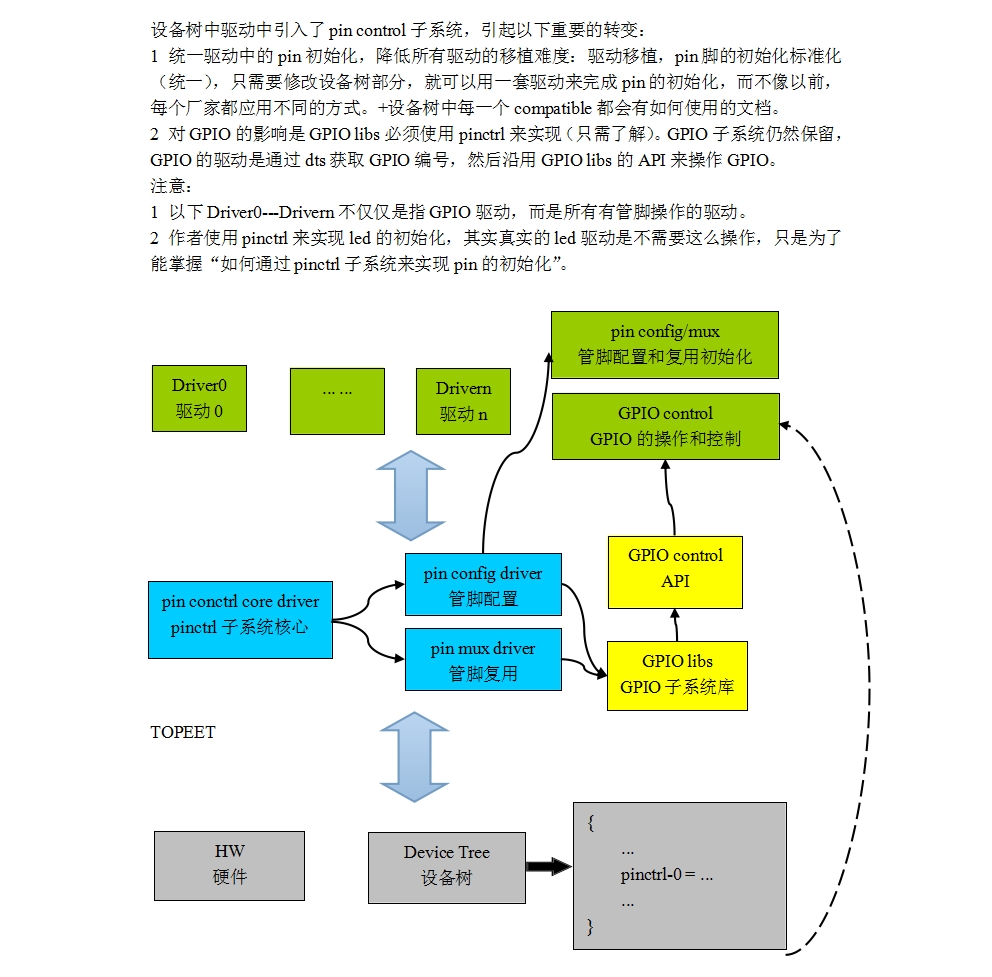 设备树中驱动中引入了 pin control 子系统，引起以下重要的转变：
1 统一驱动中的 pin 初始化，降低所有驱动的移植难度：驱动移植，pin 脚的初始化标准化
（统一），只需要修改设备树部分，就可以用一套驱动来完成 pin 的初始化，而不像以前，
每个厂家都应用不同的方式。+设备树中每一个 compatible 都会有如何使用的文档。
2 对 GPIO 的影响是 GPIO libs 必须使用 pinctrl 来实现（只需了解）。GPIO 子系统仍然保留，
GPIO 的驱动是通过 dts 获取 GPIO 编号，然后沿用 GPIO libs 的 API 来操作 GPIO。
注意：
1 以下 Driver0---Drivern 不仅仅是指 GPIO 驱动，而是所有有管脚操作的驱动。
2 作者使用 pinctrl 来实现 led 的初始化，其实真实的 led 驱动是不需要这么操作，只是为了
能掌握“如何通过 pinctrl 子系统来实现 pin 的初始化”。
pin config/mux
管脚配置和复用初始化
Driver0
驱动 0
... ...
Drivern
驱动 n
GPIO control
GPIO 的操作和控制
pin conctrl core driver
pinctrl 子系统核心
pin config driver
管脚配置
GPIO control
API
pin mux driver
管脚复用
GPIO libs
GPIO 子系统库
TOPEET
HW
硬件
Device Tree
设备树
{
...
pinctrl-0 = ...
...
}